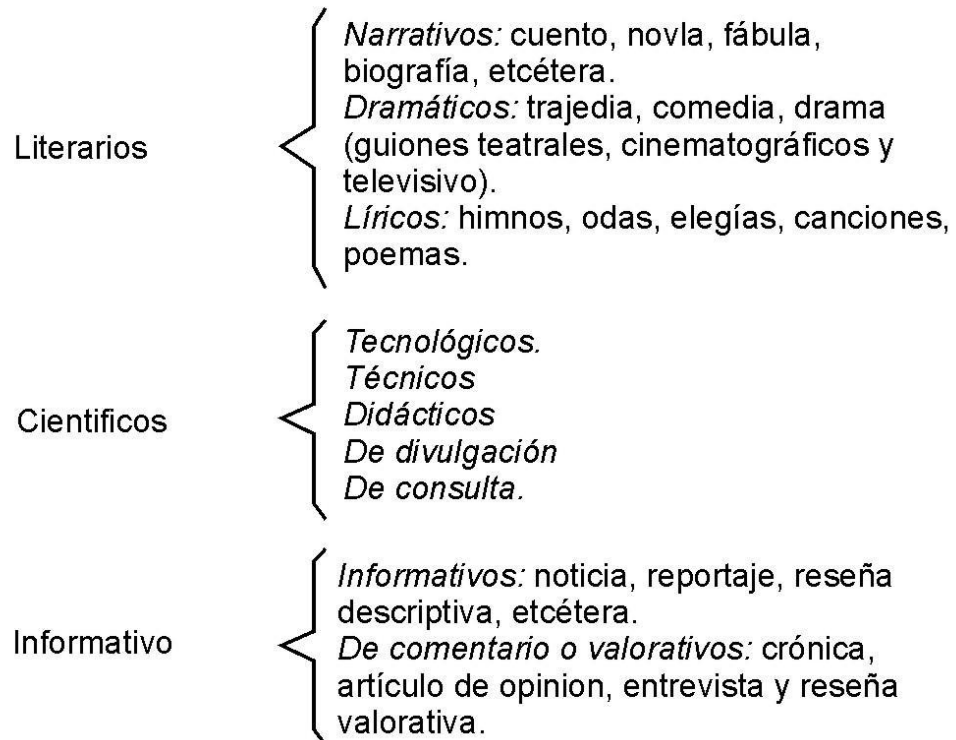 Literarios
Narrativos: cuento, novla, fábula,
biografía, etcétera.
Dramáticos: trajedia, comedia, drama
(guiones teatrales, cinematográficos y
televisivo).
Líricos: himnos, odas, elegías, canciones,
poemas.
Cientificos
Tecnológicos.
Técnicos
Didácticos
De divulgación
De consulta.
Informativo
Informativos: noticia, reportaje, reseña
descriptiva, etcétera.
De comentario o valorativos: crónica,
artículo de opinion, entrevista y reseña
valorativa.